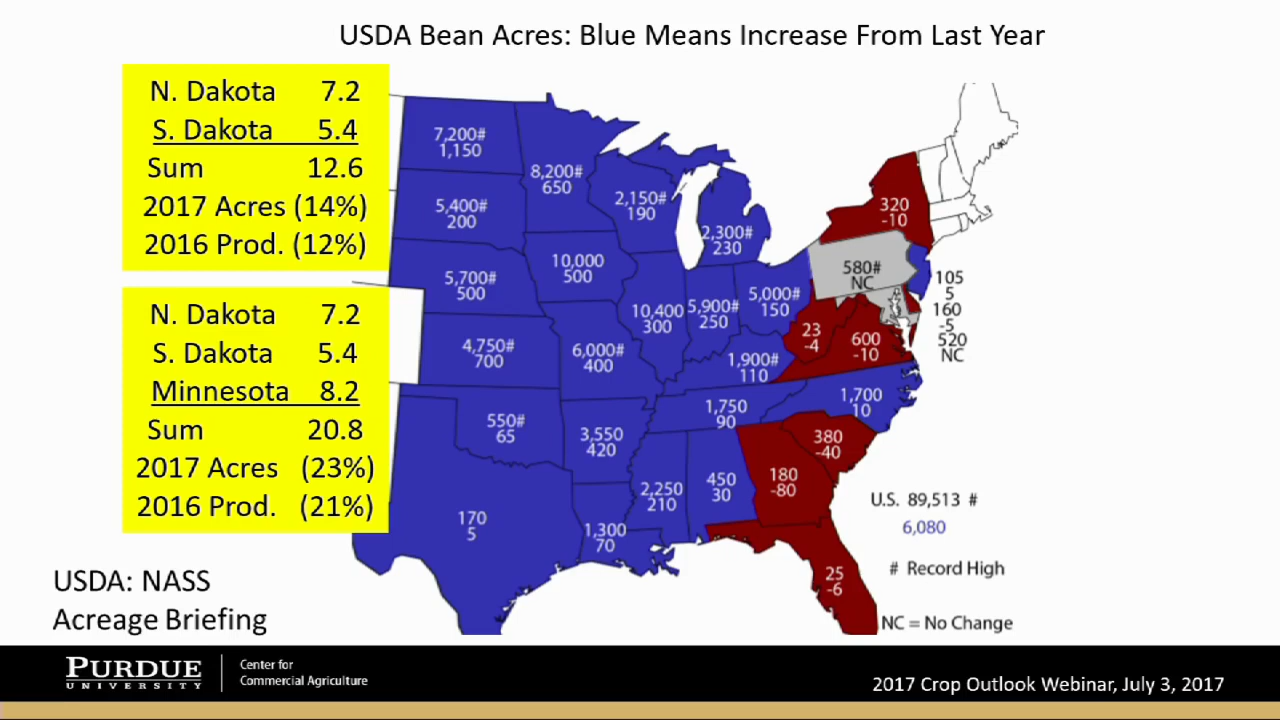 USDA Bean Acres: Blue Means Increase From Last Year
N. Dakota 7.2
S. Dakota 5.4
Sum 12.6
2017 Acres (14%)
2016 Prod. (12%)
N. Dakota 7.2
S. Dakota 5.4
Minnesota 8.2
Sum 20.8
2017 Acres (23%)
2016 Prod. (21%)
7,200#
1,150
8,200#
650
2,150#
190
2,300#
230
320
-10
5,400#
200
10,000
500
580#
NC
5,700#
500
10,400
300
5,900#
250
5,000#
150
105
5
160
-5
520
NC
23
-4
600
-10
4,750#
700
6,000#
400
1,900#
110
1,700
10
550#
65
3,550
420
1,750
90
380
-40
2,250
210
450
30
180
-80
170
5
1,300
70
25
-6
U.S. 89,513 #
6,080
# Record High
NC = No Change
USDA: NASS
Acreage Briefing
PURDUE
UNIVERSITY
Center for
Commercial Agriculture
2017 Crop Outlook Webinar, July 3, 2017